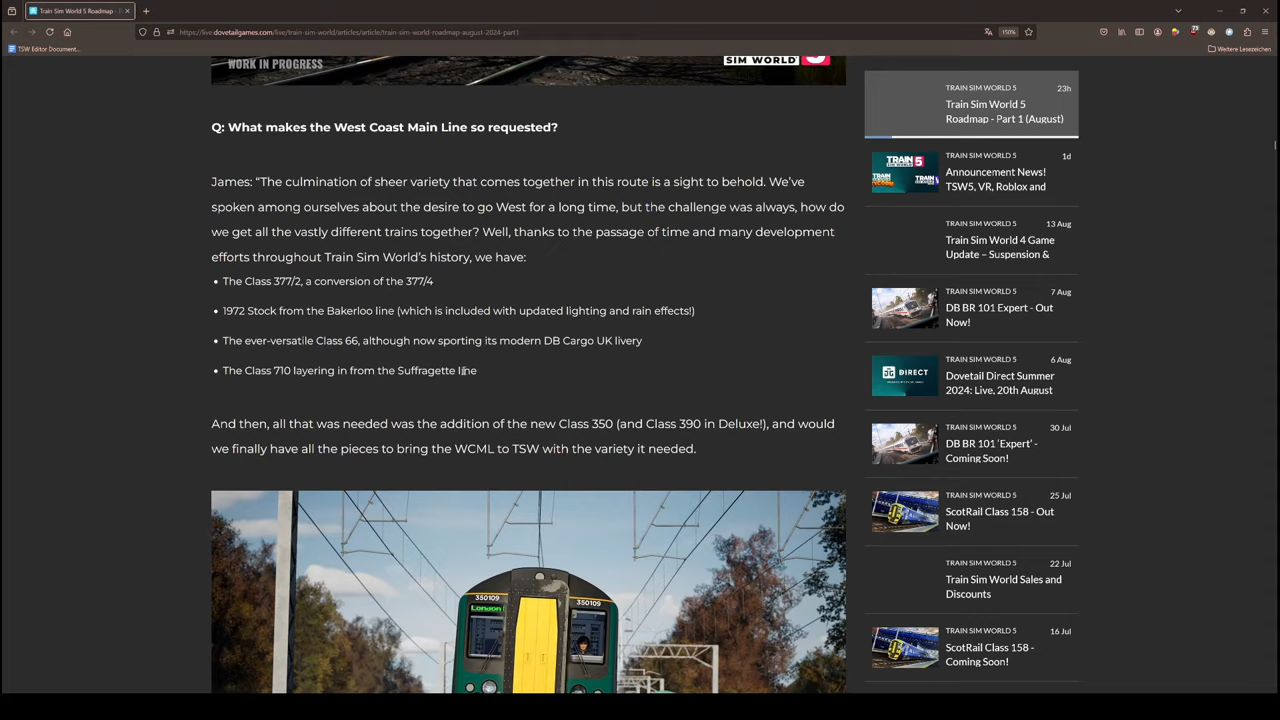 Train Sim World 5 Roadmap - P
https://live.dovetailgames.com/live/train-sim-world/articles/article/train-sim-world-roadmap-august-2024-part1
150%
TSW Editor Document...
Weitere Lesezeichen
WORK IN PROGRESS
SIM WORLD
Q: What makes the West Coast Main Line so requested?
James: “The culmination of sheer variety that comes together in this route is a sight to behold. We’ve
spoken among ourselves about the desire to go West for a long time, but the challenge was always, how do
we get all the vastly different trains together? Well, thanks to the passage of time and many development
efforts throughout Train Sim World’s history, we have:
• The Class 377/2, a conversion of the 377/4
• 1972 Stock from the Bakerloo line (which is included with updated lighting and rain effects!)
• The ever-versatile Class 66, although now sporting its modern DB Cargo UK livery
• The Class 710 layering in from the Suffragette line
And then, all that was needed was the addition of the new Class 350 (and Class 390 in Deluxe!), and would
we finally have all the pieces to bring the WCML to TSW with the variety it needed.
350109
350109
London
TRAIN SIM WORLD 5
23h
Train Sim World 5
Roadmap - Part 1 (August)
TRAIN SIM WORLD 5
1d
Announcement News!
TSW5, VR, Roblox and
TRAIN SIM WORLD 5
13 Aug
Train Sim World 4 Game
Update – Suspension &
TRAIN SIM WORLD 5
7 Aug
DB BR 101 Expert - Out
Now!
TRAIN SIM WORLD 5
6 Aug
DIRECT
Dovetail Direct Summer
2024: Live, 20th August
TRAIN SIM WORLD 5
30 Jul
DB BR 101 ‘Expert’ -
Coming Soon!
TRAIN SIM WORLD 5
25 Jul
ScotRail Class 158 - Out
Now!
TRAIN SIM WORLD 5
22 Jul
Train Sim World Sales and
Discounts
TRAIN SIM WORLD 5
16 Jul
ScotRail Class 158 -
Coming Soon!